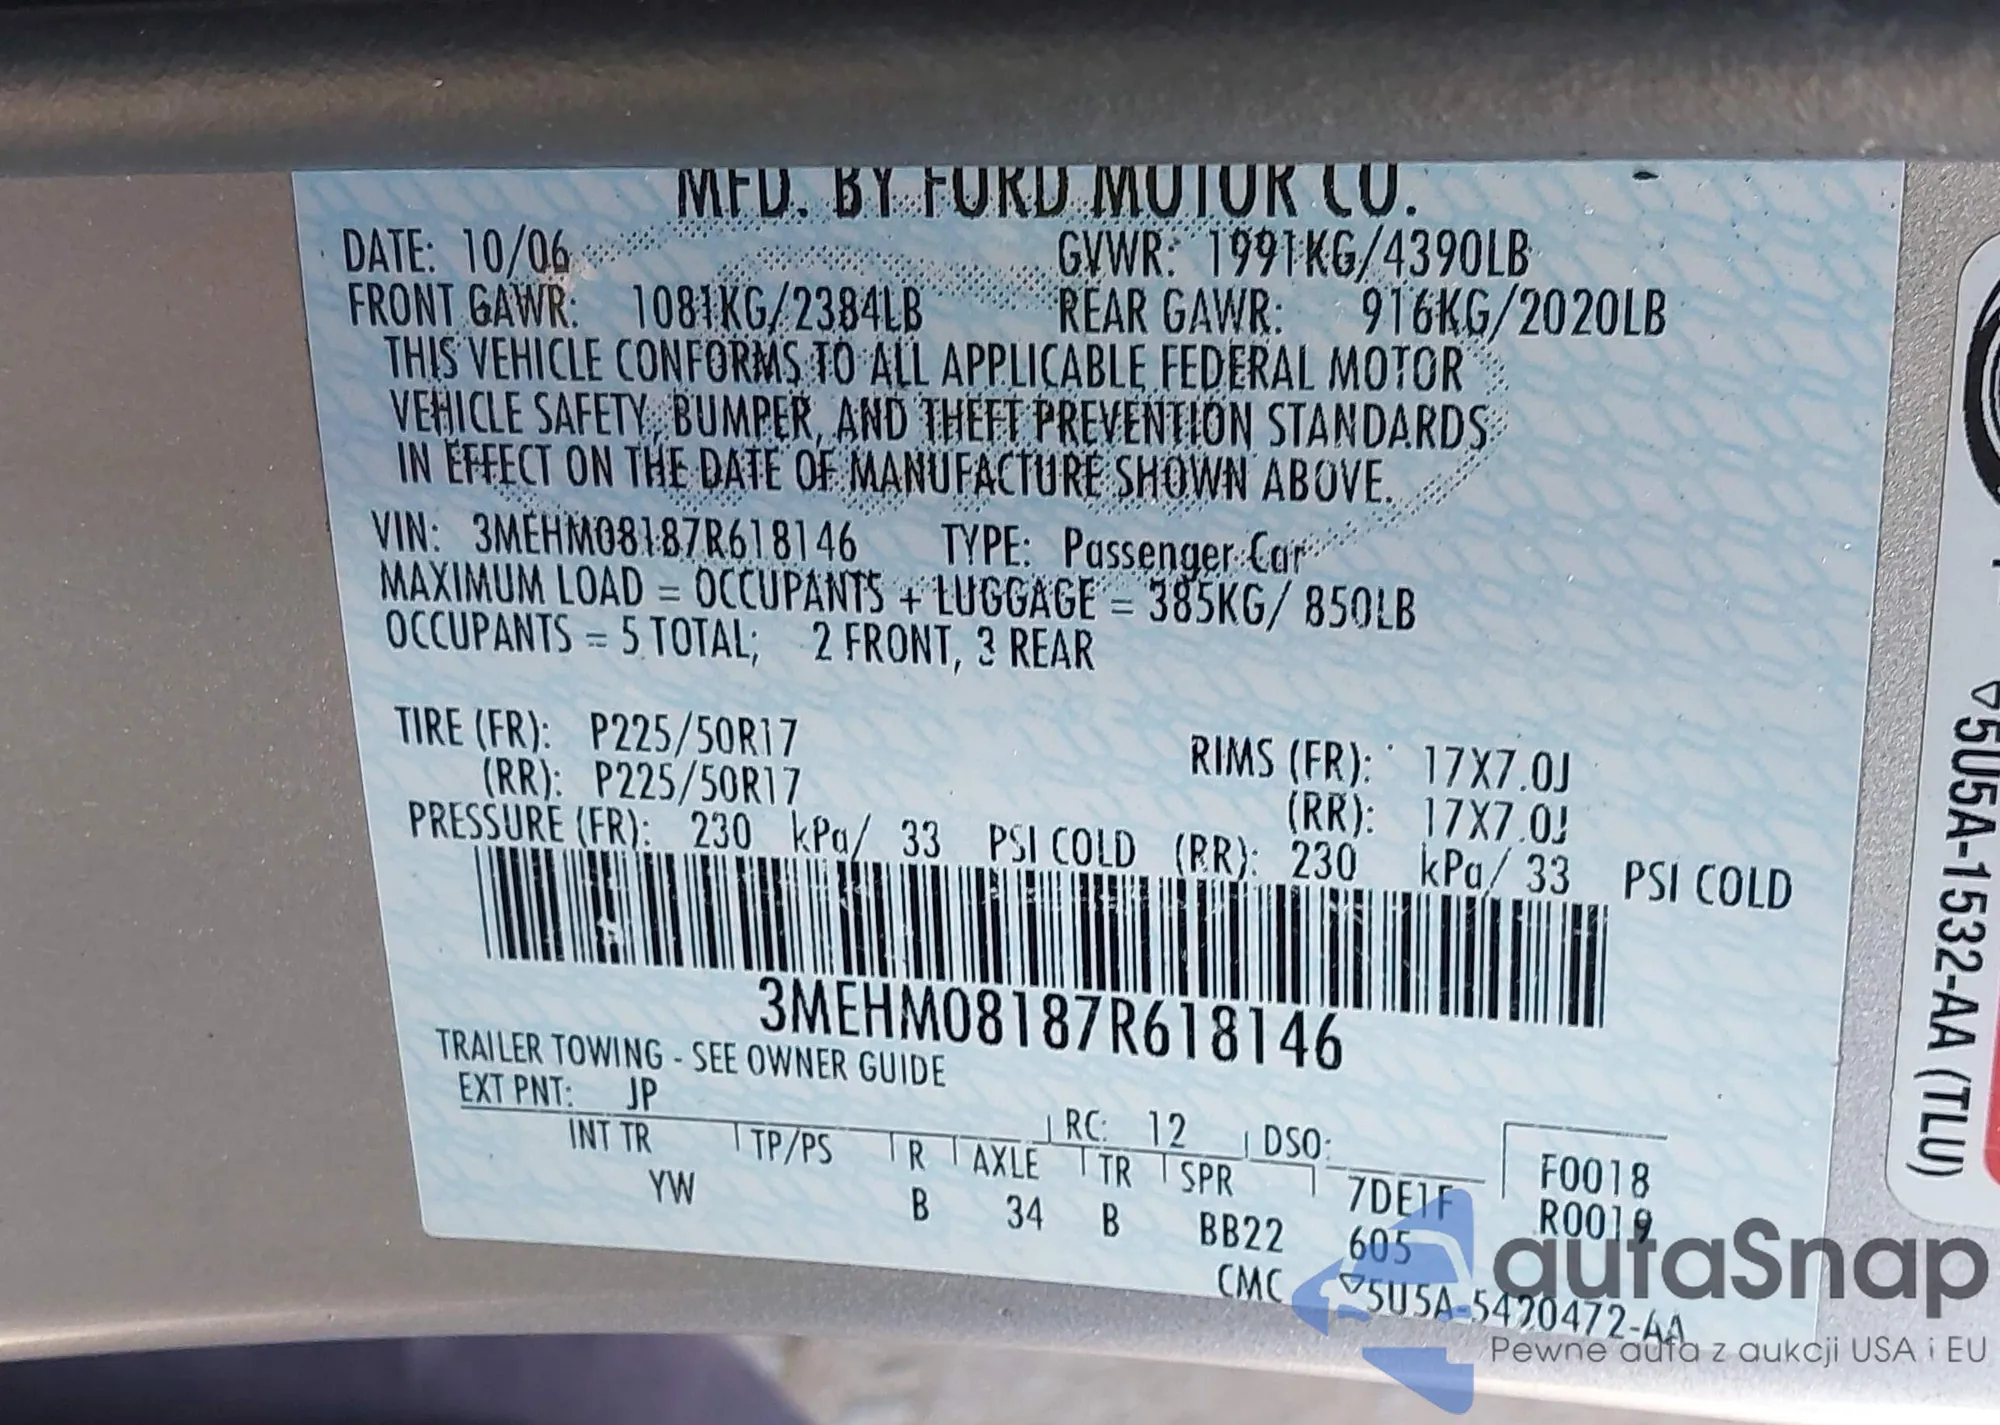 MFD. BY FORD MOTOR CO.
DATE: 10/06 GVWR: 1991KG/4390LB
FRONT GAWR: 1081KG/2384LB REAR GAWR: 916KG/2020LB
THIS VEHICLE CONFORMS TO ALL APPLICABLE FEDERAL MOTOR
VEHICLE SAFETY, BUMPER, AND THEFT PREVENTION STANDARDS
IN EFFECT ON THE DATE OF MANUFACTURE SHOWN ABOVE.
VIN: 3MEHM08187R618146 TYPE: Passenger Car
MAXIMUM LOAD = OCCUPANTS + LUGGAGE = 385KG/ 850LB
OCCUPANTS = 5 TOTAL; 2 FRONT, 3 REAR
TIRE (FR): P225/50R17 RIMS (FR): 17X7.0J
(RR): P225/50R17 (RR): 17X7.0J
PRESSURE (FR): 230 kPa/ 33 PSI COLD (RR): 230 kPa/ 33 PSI COLD
3MEHM08187R618146
TRAILER TOWING - SEE OWNER GUIDE
EXT PNT: JP RC: 12 DSO:
INT TR TP/PS R AXLE TR SPR 7DE1F F0018
YW B 34 B BB22 605 R0019
CMC ▽5U5A-5420472-AA
▽5U5A-1532-AA (TLU)
autaSnap
Pewne auta z aukcji USA i EU